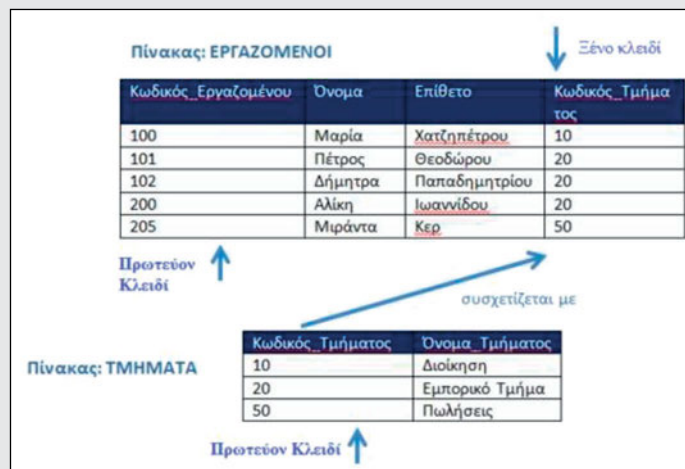 Πίνακας: ΕΡΓΑΖΟΜΕΝΟΙ
Ξένο κλειδί
Κωδικός_Εργαζομένου Όνομα Επίθετο Κωδικός_Τμήμα
τος
100 Μαρία Χατζηπέτρου 10
101 Πέτρος Θεοδώρου 20
102 Δήμητρα Παπαδημητρίου 20
200 Αλίκη Ιωαννίδου 20
205 Μιράντα Κερ 50
Πρωτεύον
Κλειδί
συσχετίζεται με
Πίνακας: ΤΜΗΜΑΤΑ
Κωδικός_Τμήματος Όνομα_Τμήματος
10 Διοίκηση
20 Εμπορικό Τμήμα
50 Πωλήσεις
Πρωτεύον Κλειδί